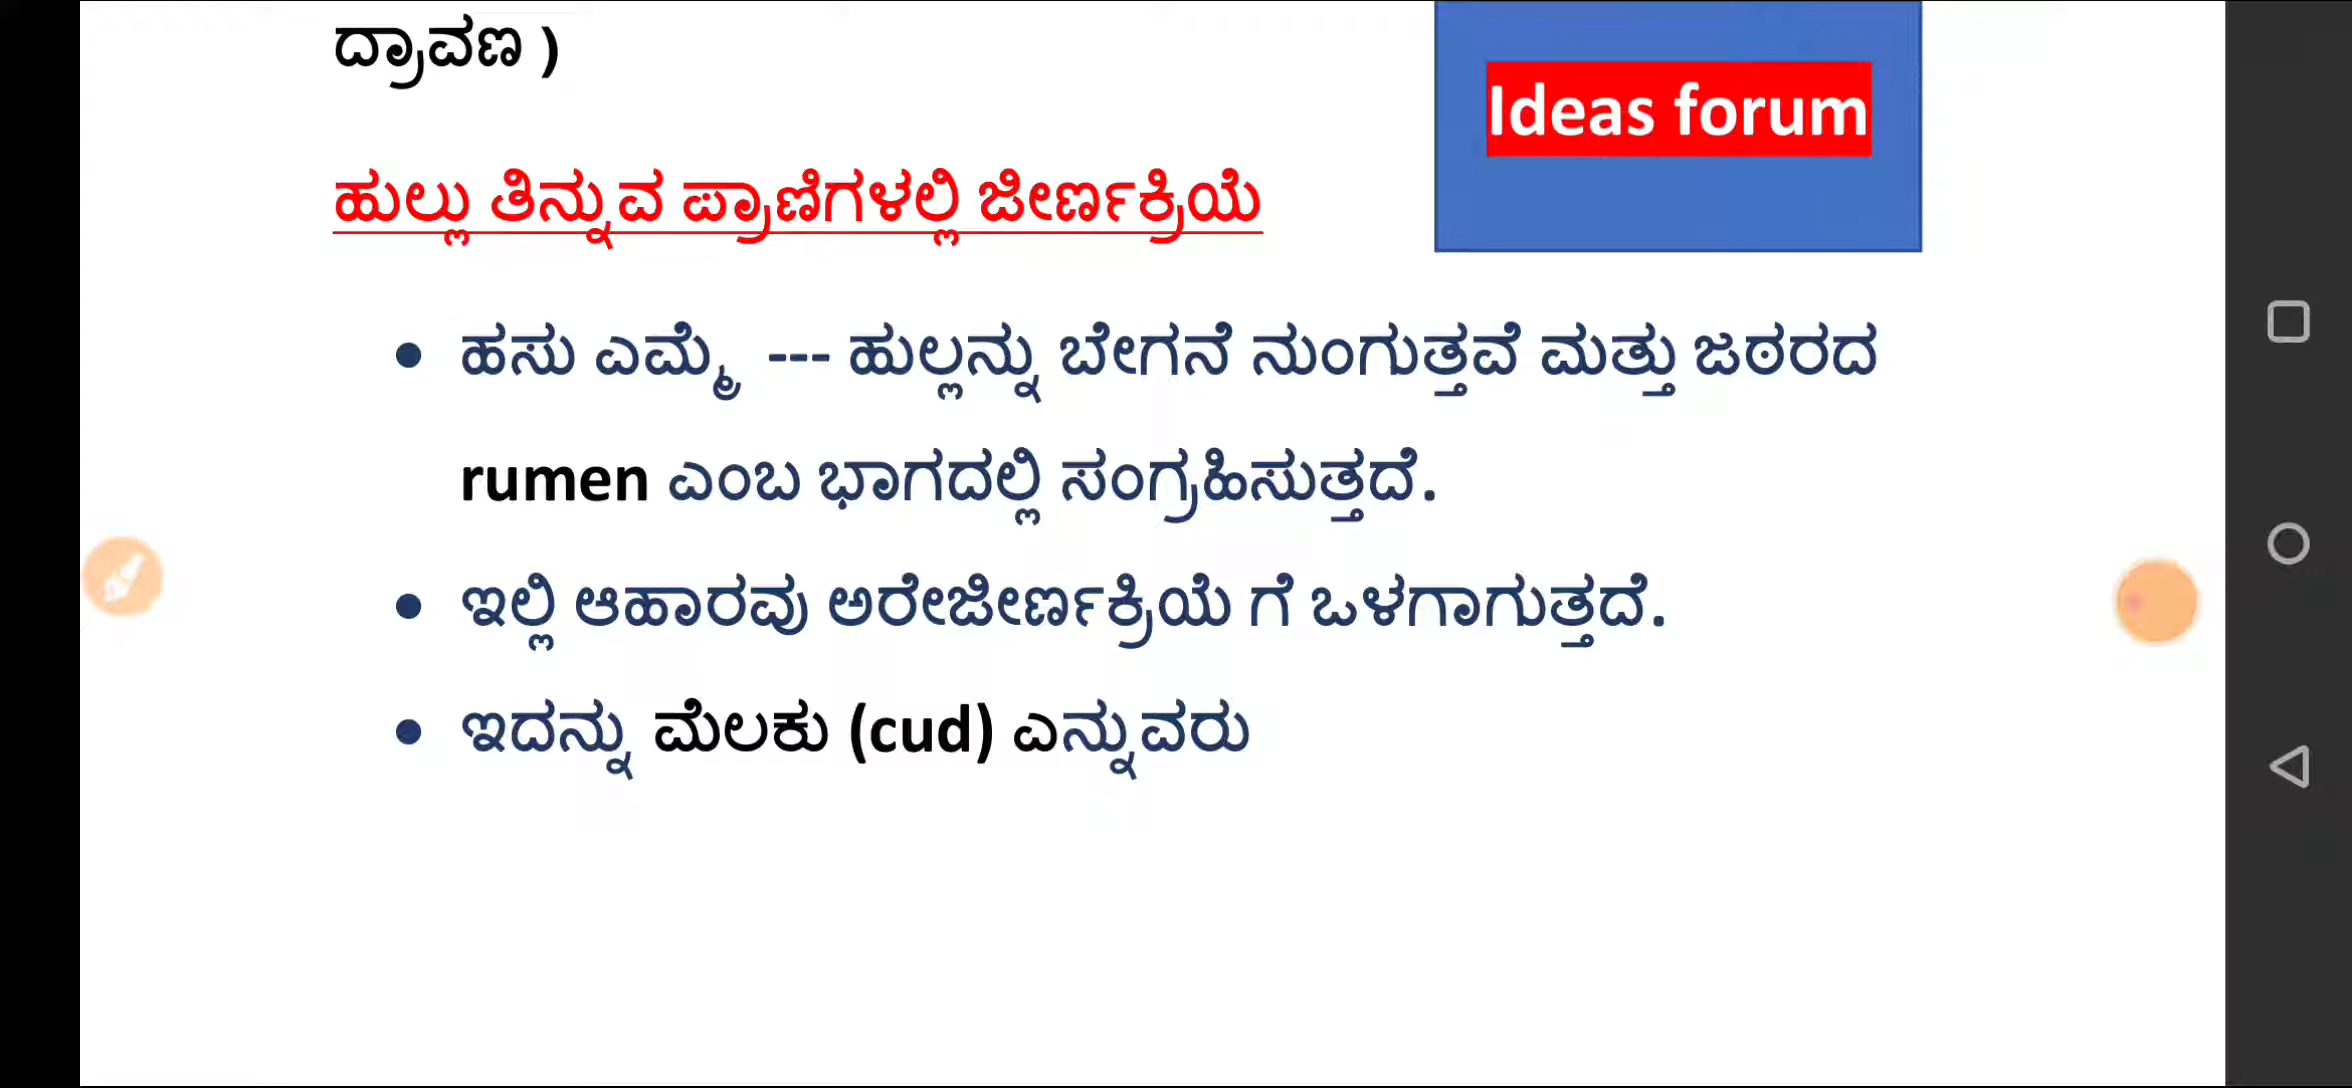 ದ್ರಾವಣ )
Ideas forum
ಹುಲ್ಲು ತಿನ್ನುವ ಪ್ರಾಣಿಗಳಲ್ಲಿ ಜೀರ್ಣಕ್ರಿಯೆ
• ಹಸು ಎಮ್ಮೆ --- ಹುಲ್ಲನ್ನು ಬೇಗನೆ ನುಂಗುತ್ತವೆ ಮತ್ತು ಜಠರದ
rumen ಎಂಬ ಭಾಗದಲ್ಲಿ ಸಂಗ್ರಹಿಸುತ್ತದೆ.
• ಇಲ್ಲಿ ಆಹಾರವು ಅರೇಜೀರ್ಣಕ್ರಿಯೆ ಗೆ ಒಳಗಾಗುತ್ತದೆ.
• ಇದನ್ನು ಮೆಲಕು (cud) ಎನ್ನುವರು